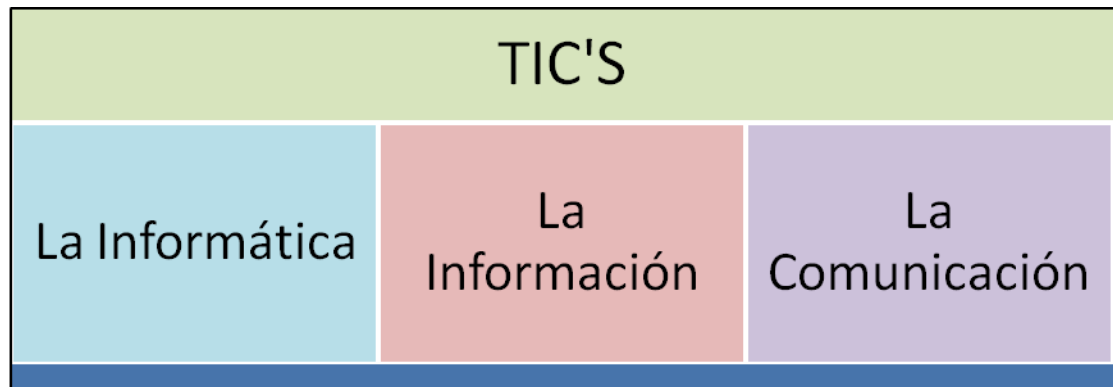 TIC'S
La Informática
La
Información
La
Comunicación